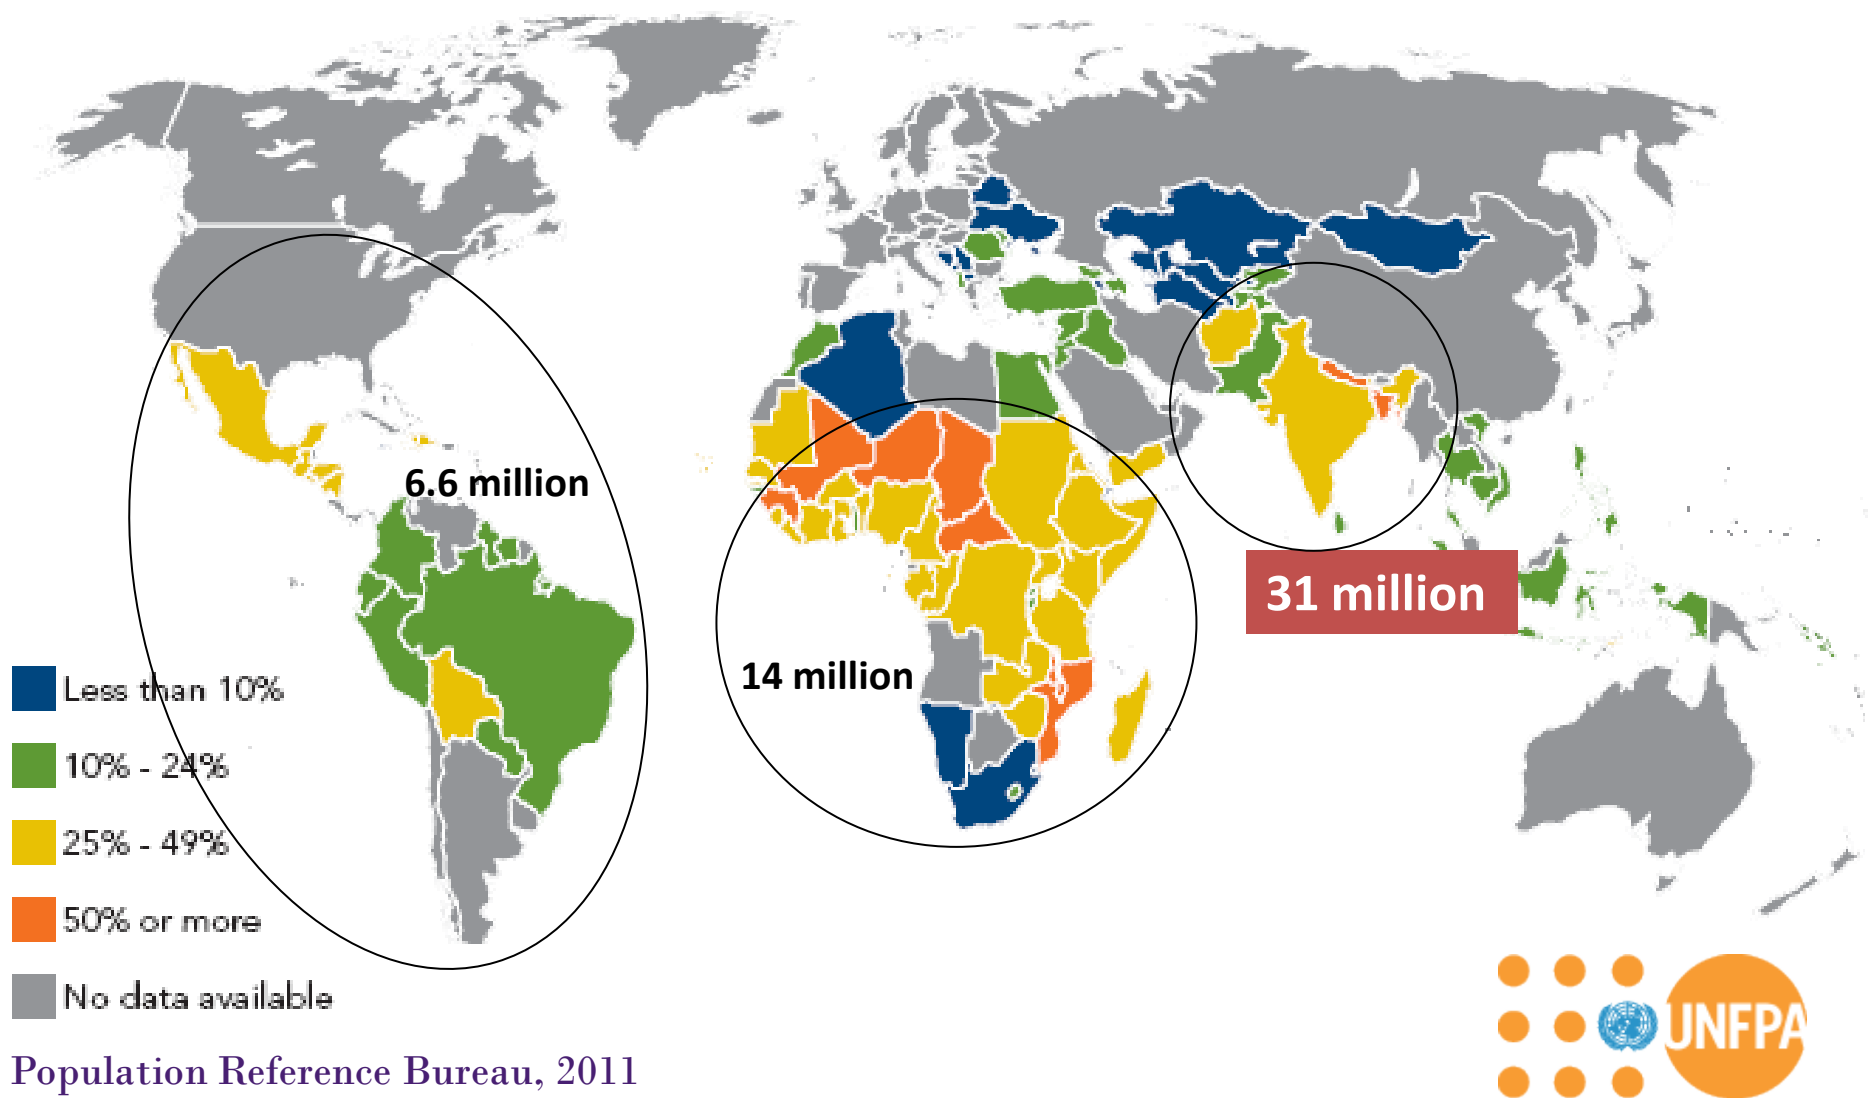 6.6 million
31 million
14 million
Less than 10%
10% - 24%
25% - 49%
50% or more
No data available
UNFPA
Population Reference Bureau, 2011